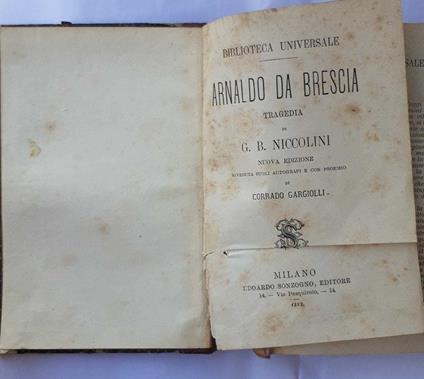 BIBLIOTECA UNIVERSALE
ARNALDO DA BRESCIA
TRAGEDIA
DI
G. B. NICCOLINI
NUOVA EDIZIONE
RIVEDUTA SUGLI AUTOGRAFI E CON PROEMIO
DI
CORRADO GARGIOLLI
MILANO
EDOARDO SONZOGNO, EDITORE
14. — Via Pasquirolo, — 14.